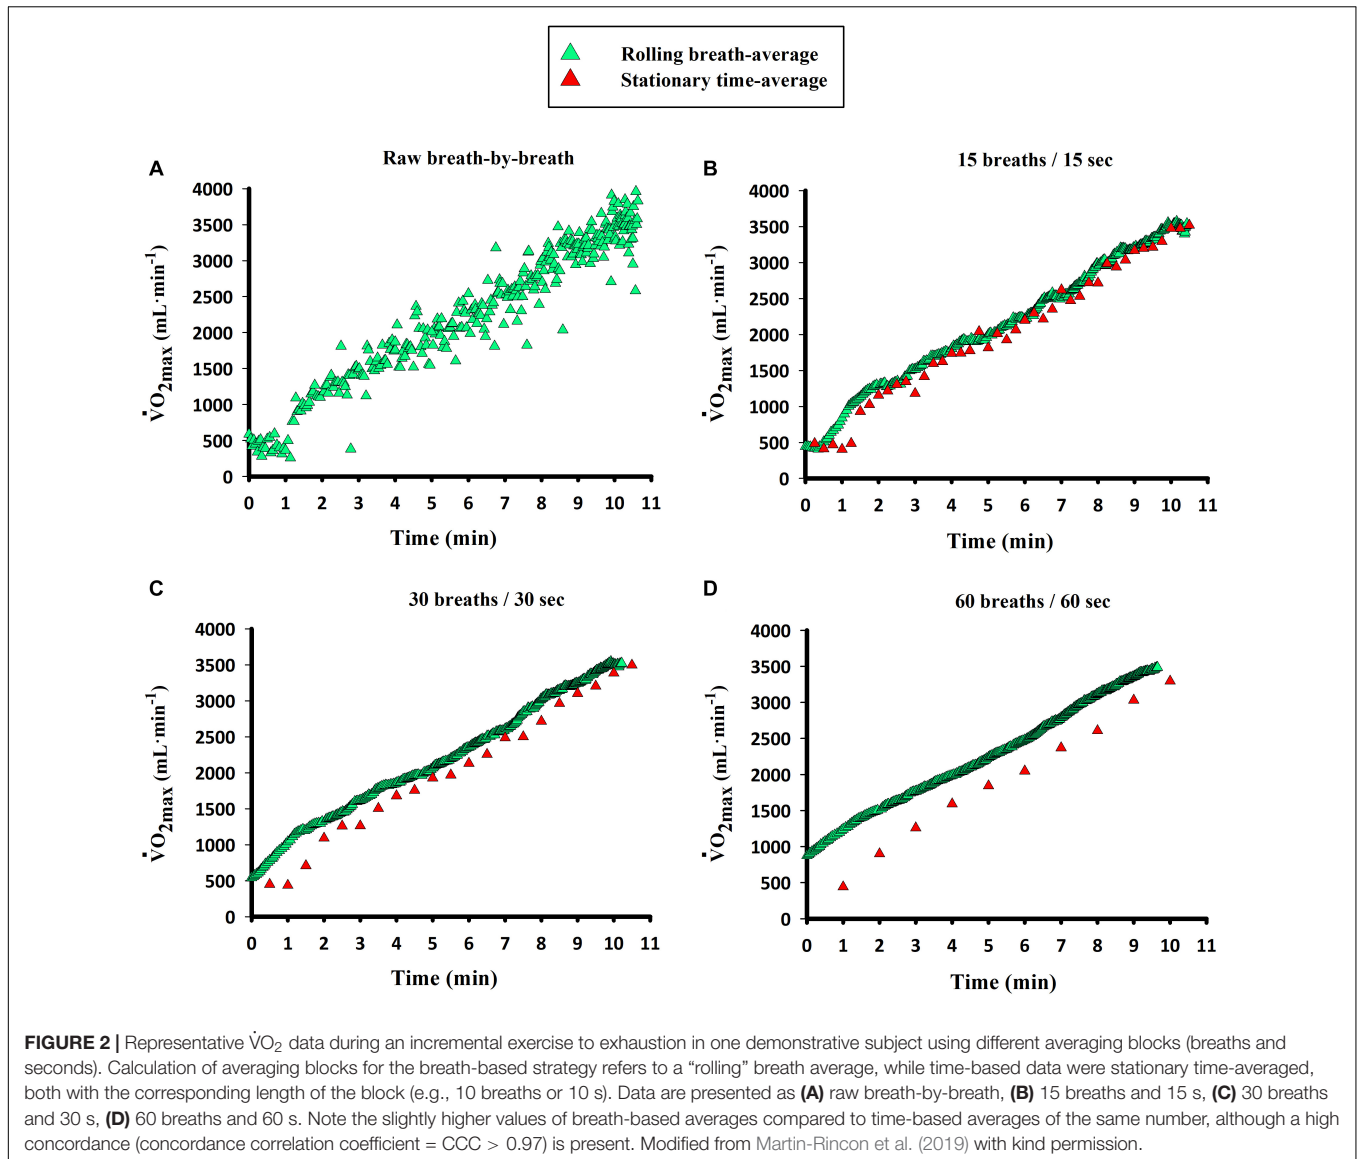 Rolling breath-average
Stationary time-average
A
Raw breath-by-breath
V̇O2max (mL·min-1)
4000
3500
3000
2500
2000
1500
1000
500
0
0 1 2 3 4 5 6 7 8 9 10 11
Time (min)
B
15 breaths / 15 sec
V̇O2max (mL·min-1)
4000
3500
3000
2500
2000
1500
1000
500
0
0 1 2 3 4 5 6 7 8 9 10 11
Time (min)
C
30 breaths / 30 sec
V̇O2max (mL·min-1)
4000
3500
3000
2500
2000
1500
1000
500
0
0 1 2 3 4 5 6 7 8 9 10 11
Time (min)
D
60 breaths / 60 sec
V̇O2max (mL·min-1)
4000
3500
3000
2500
2000
1500
1000
500
0
0 1 2 3 4 5 6 7 8 9 10 11
Time (min)
FIGURE 2 | Representative V̇O2 data during an incremental exercise to exhaustion in one demonstrative subject using different averaging blocks (breaths and
seconds). Calculation of averaging blocks for the breath-based strategy refers to a “rolling” breath average, while time-based data were stationary time-averaged,
both with the corresponding length of the block (e.g., 10 breaths or 10 s). Data are presented as (A) raw breath-by-breath, (B) 15 breaths and 15 s, (C) 30 breaths
and 30 s, (D) 60 breaths and 60 s. Note the slightly higher values of breath-based averages compared to time-based averages of the same number, although a high
concordance (concordance correlation coefficient = CCC > 0.97) is present. Modified from Martin-Rincon et al. (2019) with kind permission.